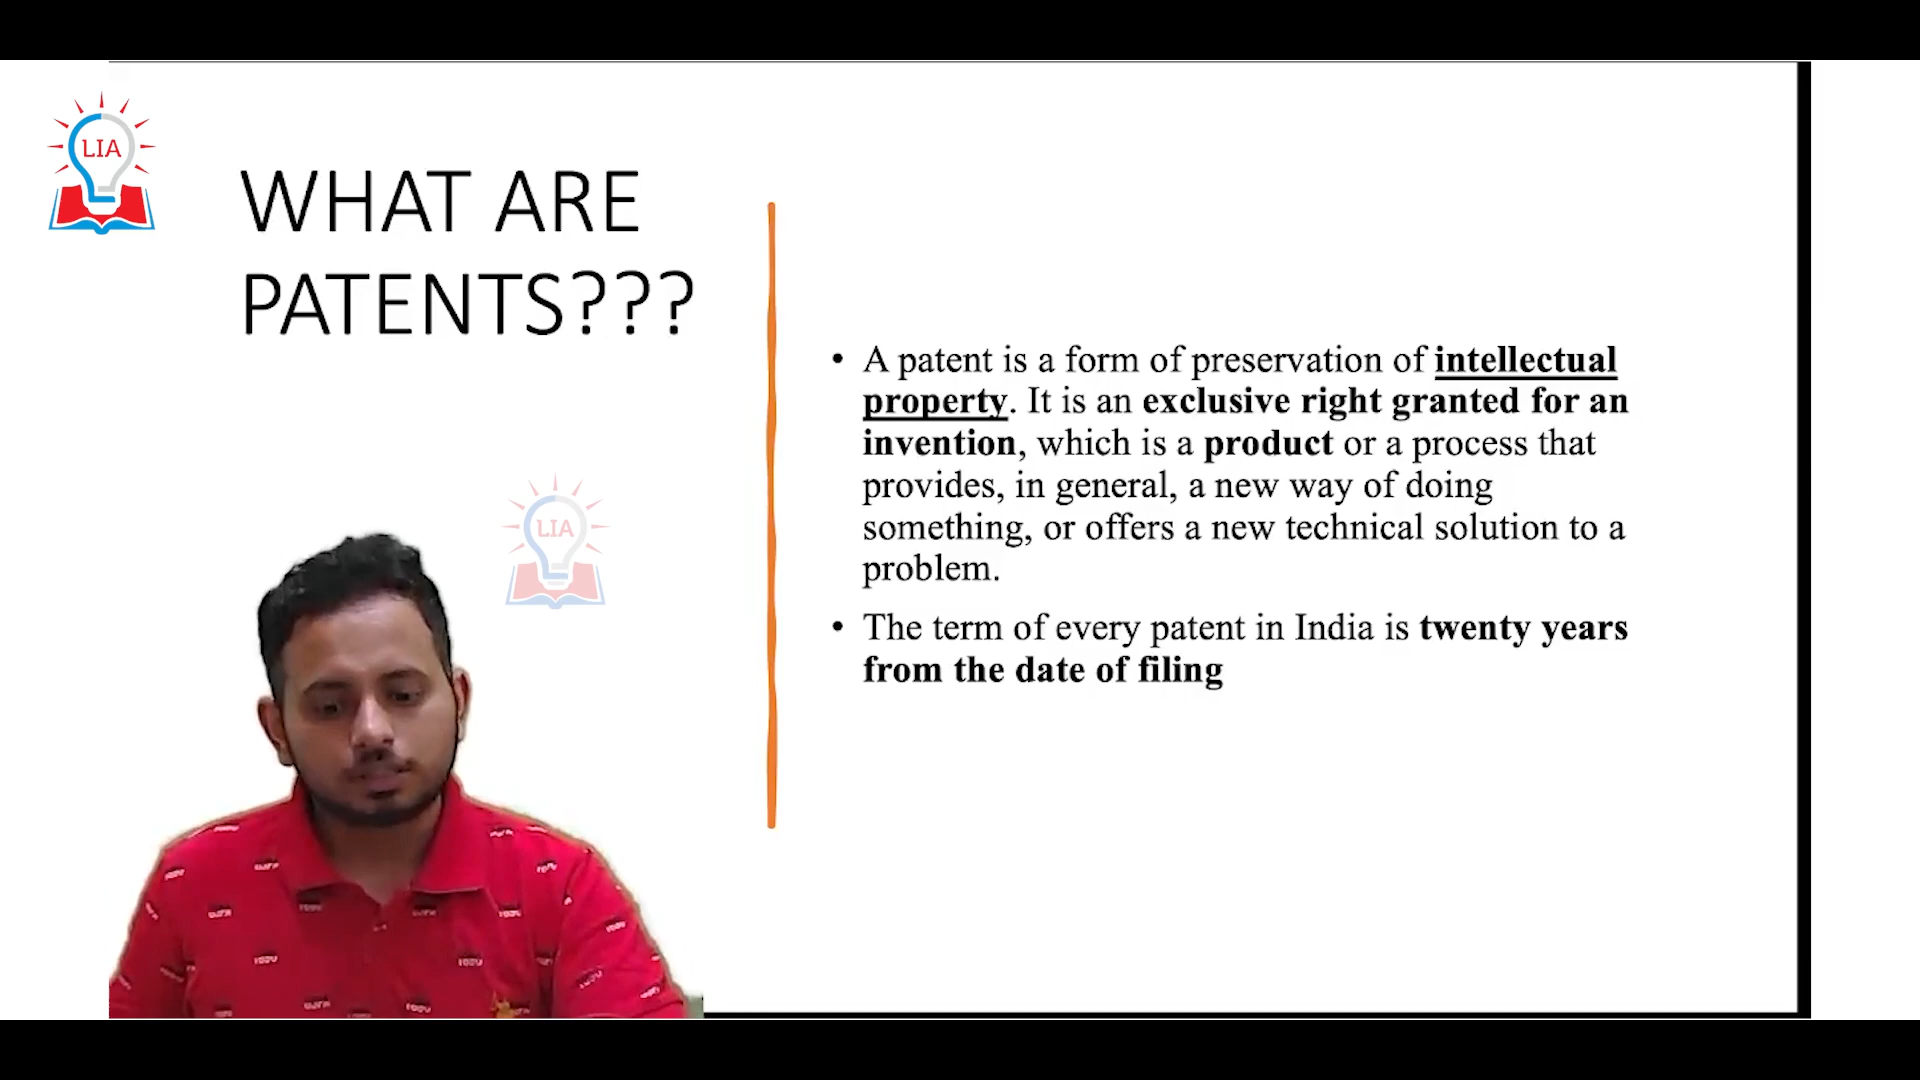 LIA
WHAT ARE
PATENTS???
LIA
• A patent is a form of preservation of intellectual
property. It is an exclusive right granted for an
invention, which is a product or a process that
provides, in general, a new way of doing
something, or offers a new technical solution to a
problem.
• The term of every patent in India is twenty years
from the date of filing